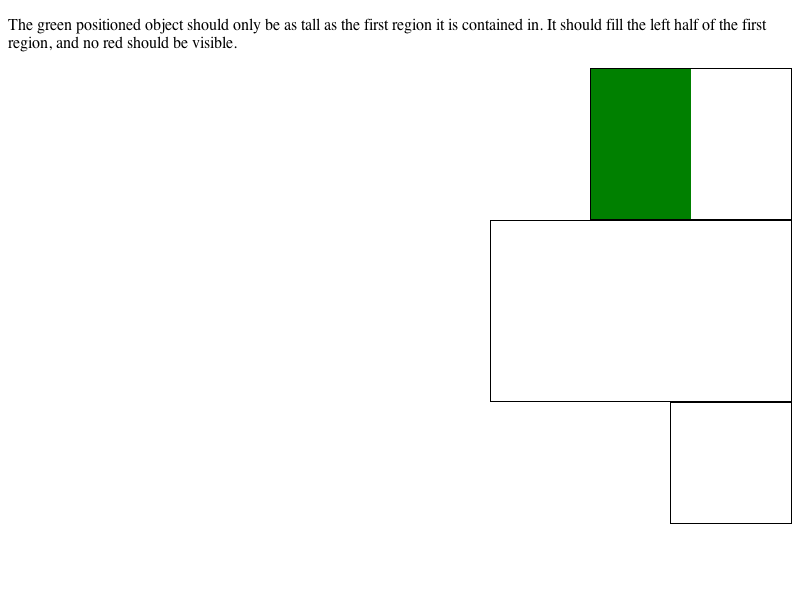 The green positioned object should only be as tall as the first region it is contained in. It should fill the left half of the first
region, and no red should be visible.